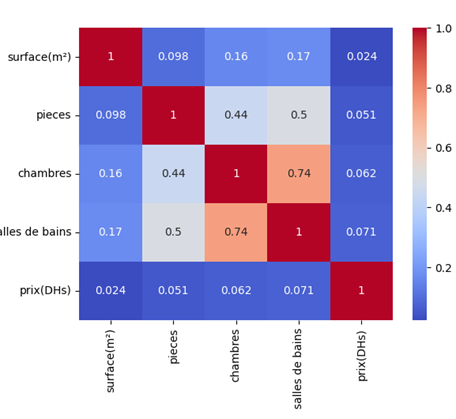 surface(m²) 1 0.098 0.16 0.17 0.024
pieces 0.098 1 0.44 0.5 0.051
chambres 0.16 0.44 1 0.74 0.062
alles de bains 0.17 0.5 0.74 1 0.071
prix(DHs) 0.024 0.051 0.062 0.071 1
surface(m²)
pieces
chambres
salles de bains
prix(DHs)
1.0
0.8
0.6
0.4
0.2